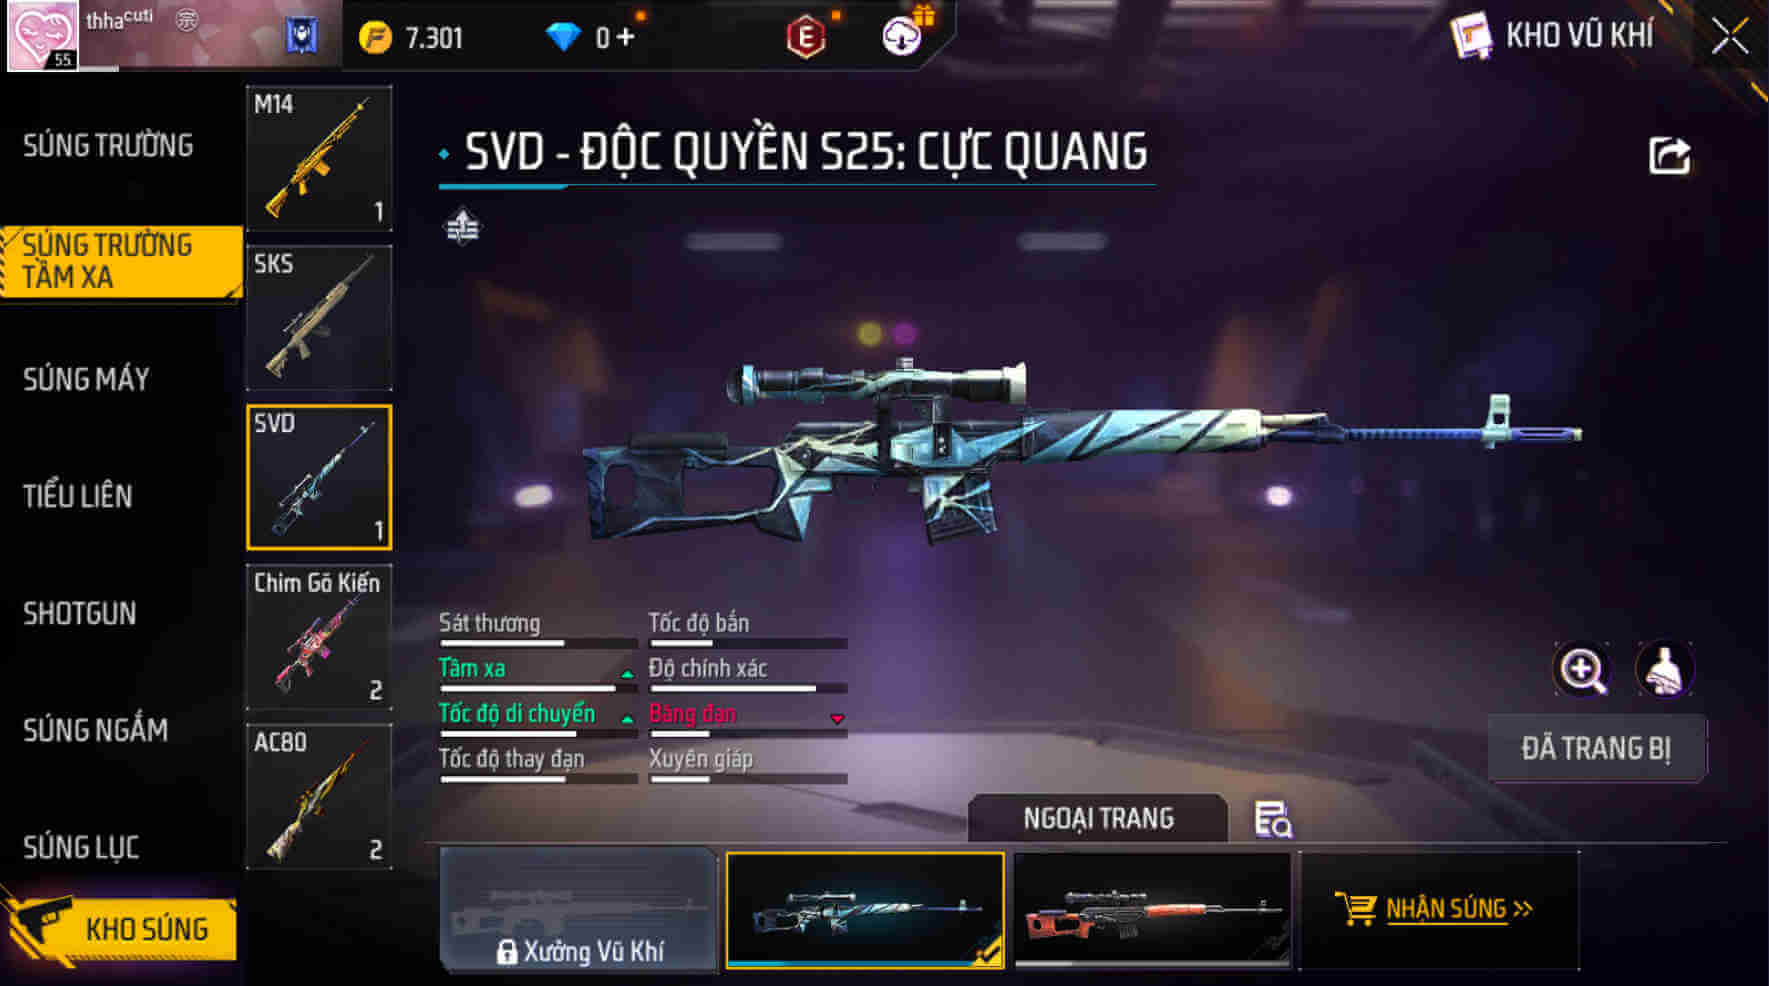 thhacuti 宗
55
7.301
0 +
E
KHO VŨ KHÍ
SÚNG TRƯỜNG
SÚNG TRƯỜNG
TẦM XA
SÚNG MÁY
TIỂU LIÊN
SHOTGUN
SÚNG NGẮM
SÚNG LỤC
KHO SÚNG
M14
1
SKS
SVD
1
Chim Gõ Kiến
2
AC80
2
SVD - ĐỘC QUYỀN S25: CỰC QUANG
Sát thương
Tốc độ bắn
Tầm xa
Độ chính xác
Tốc độ di chuyển
Băng đạn
Tốc độ thay đạn
Xuyên giáp
ĐÃ TRANG BỊ
NGOẠI TRANG
Xưởng Vũ Khí
NHẬN SÚNG >>